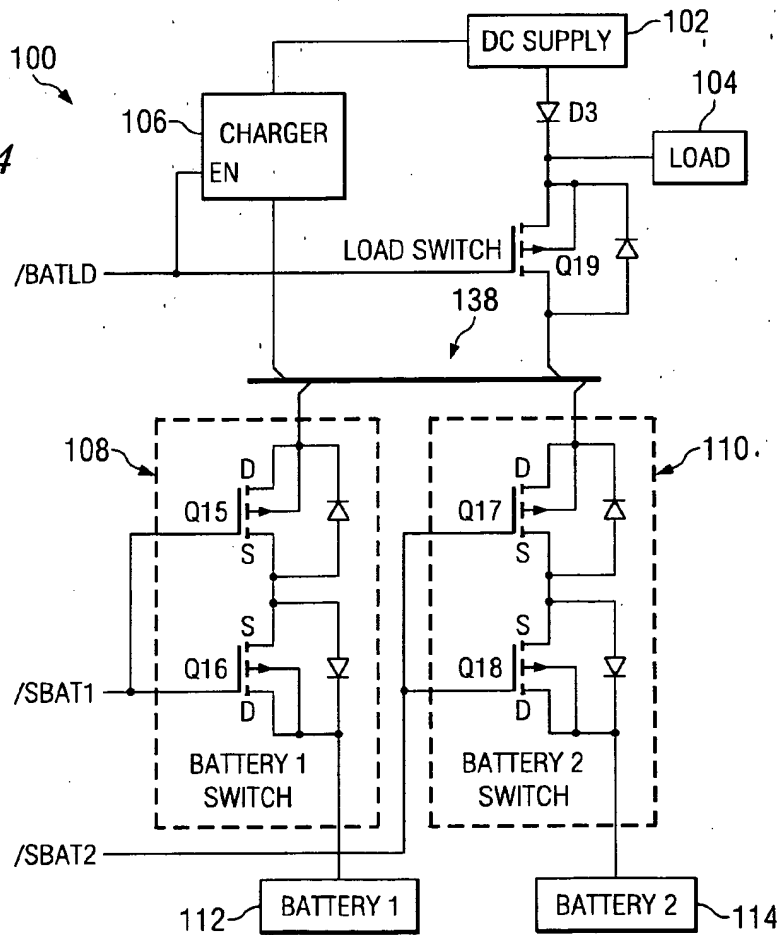 102
DC SUPPLY
100
106
CHARGER
EN
D3
104
LOAD
4
LOAD SWITCH
Q19
/BATLD
138
108
D
Q15
S
S
Q16
D
BATTERY 1
SWITCH
110.
D
Q17
S
S
Q18
D
BATTERY 2
SWITCH
/SBAT1
/SBAT2
112
BATTERY 1
BATTERY 2
114